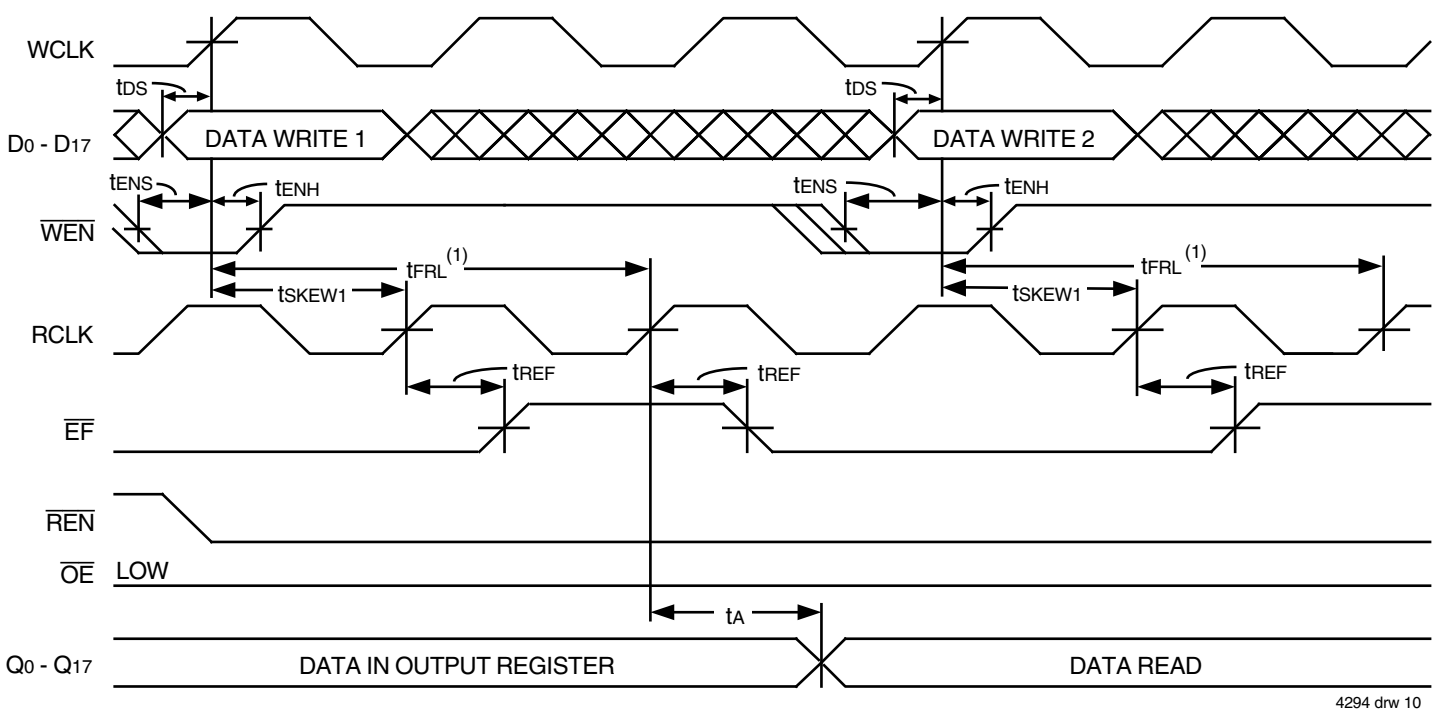 WCLK
tDS tDS
D0 - D17 DATA WRITE 1 DATA WRITE 2
tENS tENH tENS tENH
WEN
tFRL(1) tFRL(1)
tSKEW1 tSKEW1
RCLK
tREF tREF tREF
EF
REN
OE LOW
tA
Q0 - Q17 DATA IN OUTPUT REGISTER DATA READ
4294 drw 10